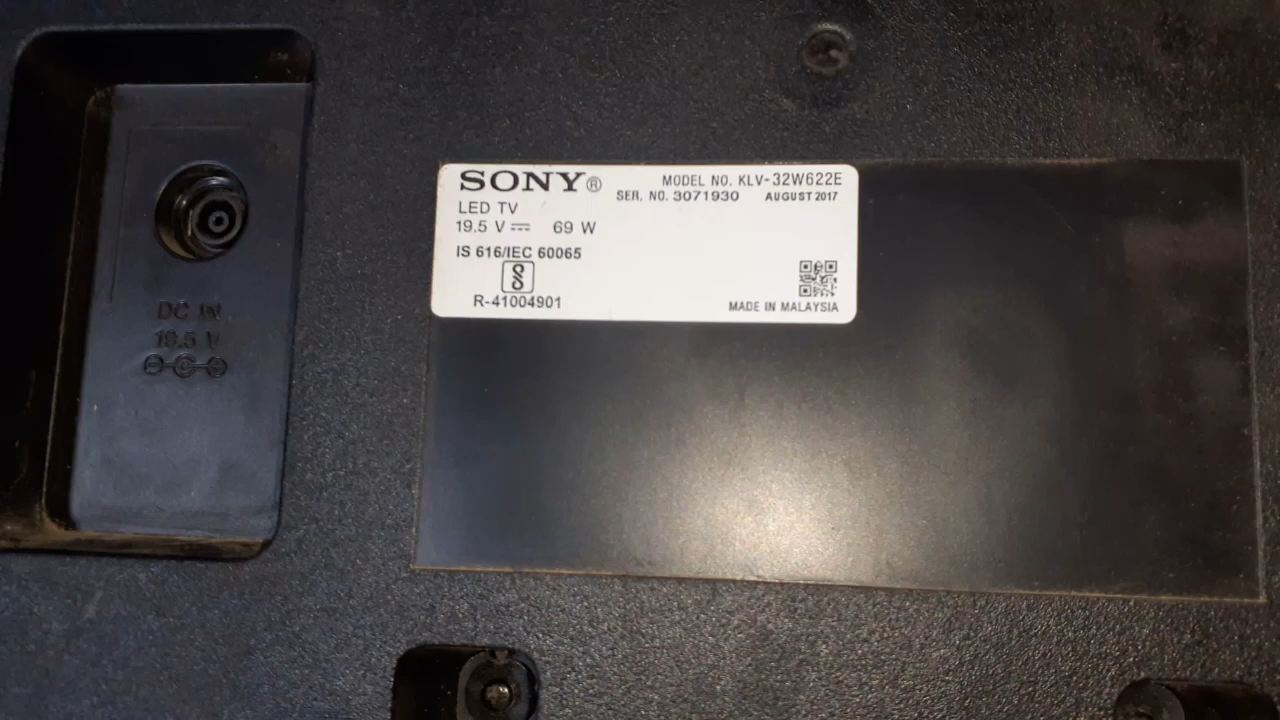 SONY®
MODEL NO. KLV-32W622E
SER. NO. 3071930 AUGUST 2017
LED TV
19.5 V ⎓ 69 W
IS 616/IEC 60065
R-41004901
MADE IN MALAYSIA
DC IN
19.5 V